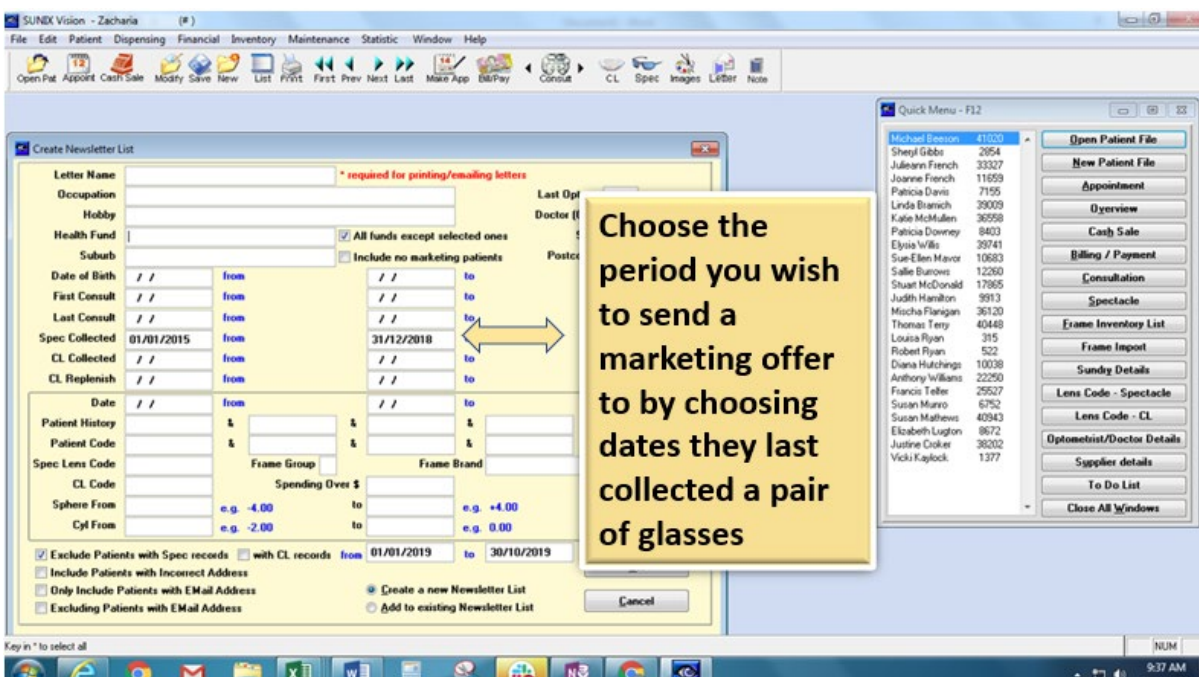 SUNIX Vision - Zacharia (#)
File Edit Patient Dispensing Financial Inventory Maintenance Statistic Window Help
Open Pat Appoint Cash Sale Modify Save New List Print First Prev Next Last Make App Bill/Pay Consult CL Spec Images Letter Note
Create Newsletter List
Letter Name * required for printing/emailing letters
Occupation Last
Hobby Doctor
Health Fund All funds except selected ones
Suburb Include no marketing patients
Date of Birth / / from / / to
First Consult / / from / / to
Last Consult / / from / / to
Spec Collected 01/01/2015 from 31/12/2018
CL Collected / / from / / to
CL Replenish / / from / / to
Date / / from / / to
Patient History & & &
Patient Code & &
Spec Lens Code Frame Group Frame Brand
CL Code Spending Over $
Sphere From e.g. -4.00 to e.g. +4.00
Cyl From e.g. -2.00 to e.g. 0.00
Exclude Patients with Spec records with CL records from 01/01/2019 to 30/10/2019
Include Patients with Incorrect Address
Only Include Patients with EMail Address Create a new Newsletter List
Excluding Patients with EMail Address Add to existing Newsletter List
Cancel
Choose the
period you wish
to send a
marketing offer
to by choosing
dates they last
collected a pair
of glasses
Quick Menu - F12
Michael Beeson 41020
Sheryl Gibbs 2854
Julieann French 33327
Joanne French 11659
Patricia Davis 7155
Linda Bramich 39009
Katie McMullen 36558
Patricia Downey 8403
Elysia Willis 39741
Sue-Ellen Mavor 10683
Sallie Burrows 12260
Stuart McDonald 17865
Judith Hamilton 9913
Mischa Flanigan 36120
Thomas Terry 40448
Louisa Ryan 315
Robert Ryan 522
Diana Hutchings 10038
Anthony Williams 22250
Francis Telfer 25527
Susan Munro 6752
Susan Mathews 40943
Elizabeth Lugton 8672
Justine Croker 38202
Vicki Kaylock 1377
Open Patient File
New Patient File
Appointment
Overview
Cash Sale
Billing / Payment
Consultation
Spectacle
Frame Inventory List
Frame Import
Sundry Details
Lens Code - Spectacle
Lens Code - CL
Optometrist/Doctor Details
Supplier details
To Do List
Close All Windows
Key in * to select all
NUM
9:37 AM